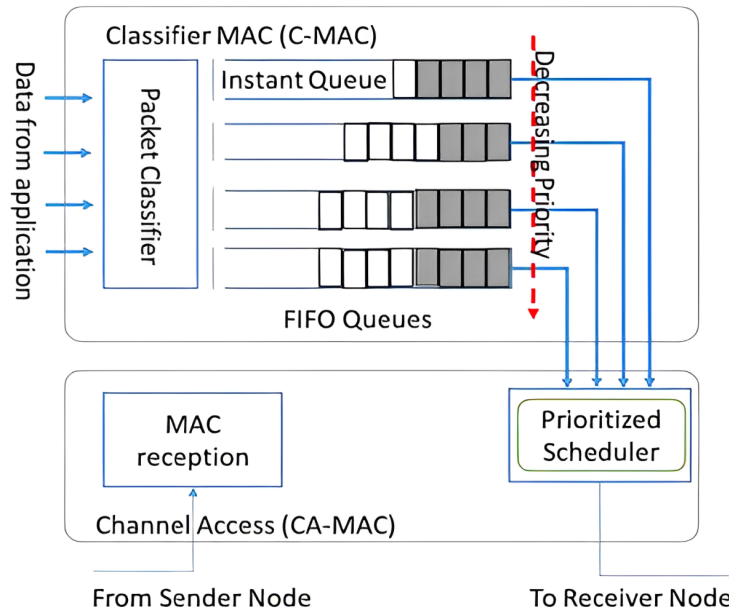 Classifier MAC (C-MAC)
Data from application
Packet Classifier
Instant Queue
Decreasing Priority
FIFO Queues
MAC
reception
Prioritized
Scheduler
Channel Access (CA-MAC)
From Sender Node
To Receiver Node